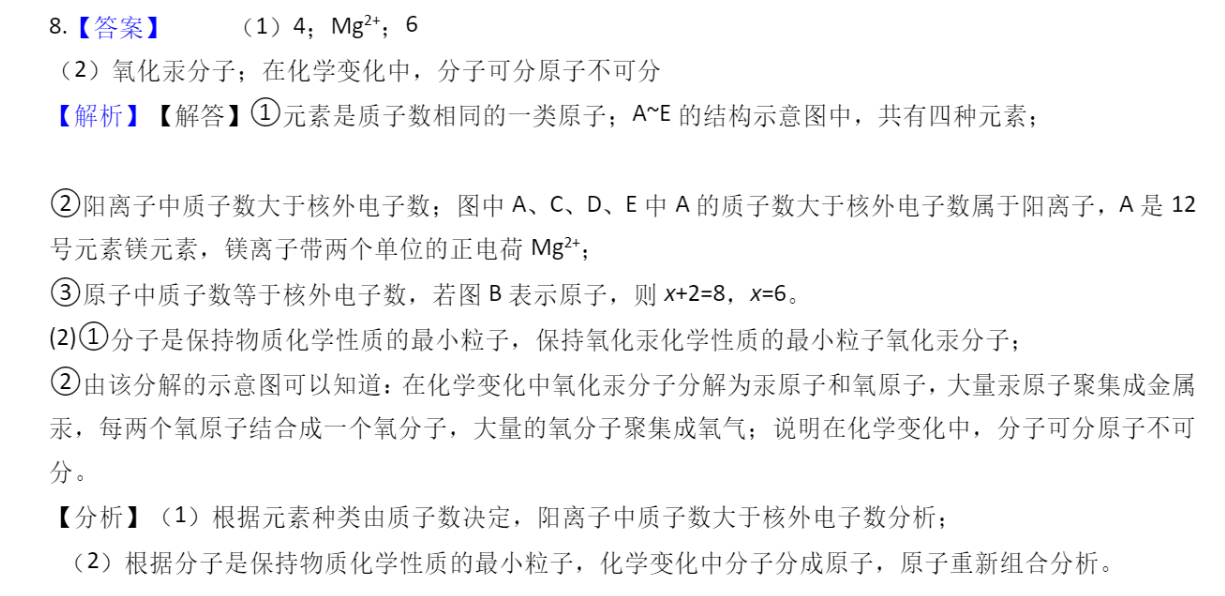 8.【答案】 （1）4；Mg²⁺；6
（2）氧化汞分子；在化学变化中，分子可分原子不可分
【解析】【解答】①元素是质子数相同的一类原子；A~E 的结构示意图中，共有四种元素；
②阳离子中质子数大于核外电子数；图中 A、C、D、E 中 A 的质子数大于核外电子数属于阳离子，A 是 12
号元素镁元素，镁离子带两个单位的正电荷 Mg²⁺；
③原子中质子数等于核外电子数，若图 B 表示原子，则 x+2=8，x=6。
(2)①分子是保持物质化学性质的最小粒子，保持氧化汞化学性质的最小粒子氧化汞分子；
②由该分解的示意图可以知道：在化学变化中氧化汞分子分解为汞原子和氧原子，大量汞原子聚集成金属
汞，每两个氧原子结合成一个氧分子，大量的氧分子聚集成氧气；说明在化学变化中，分子可分原子不可
分。
【分析】（1）根据元素种类由质子数决定，阳离子中质子数大于核外电子数分析；
（2）根据分子是保持物质化学性质的最小粒子，化学变化中分子分成原子，原子重新组合分析。